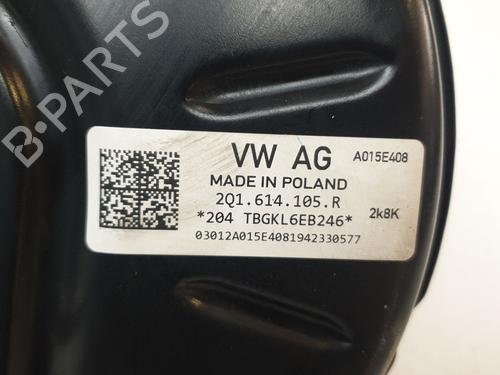 B-PARTS
VW AG
A015E408
MADE IN POLAND
2Q1.614.105.R
*204 TBGKL6EB246*
2k8K
03012A015E4081942330577